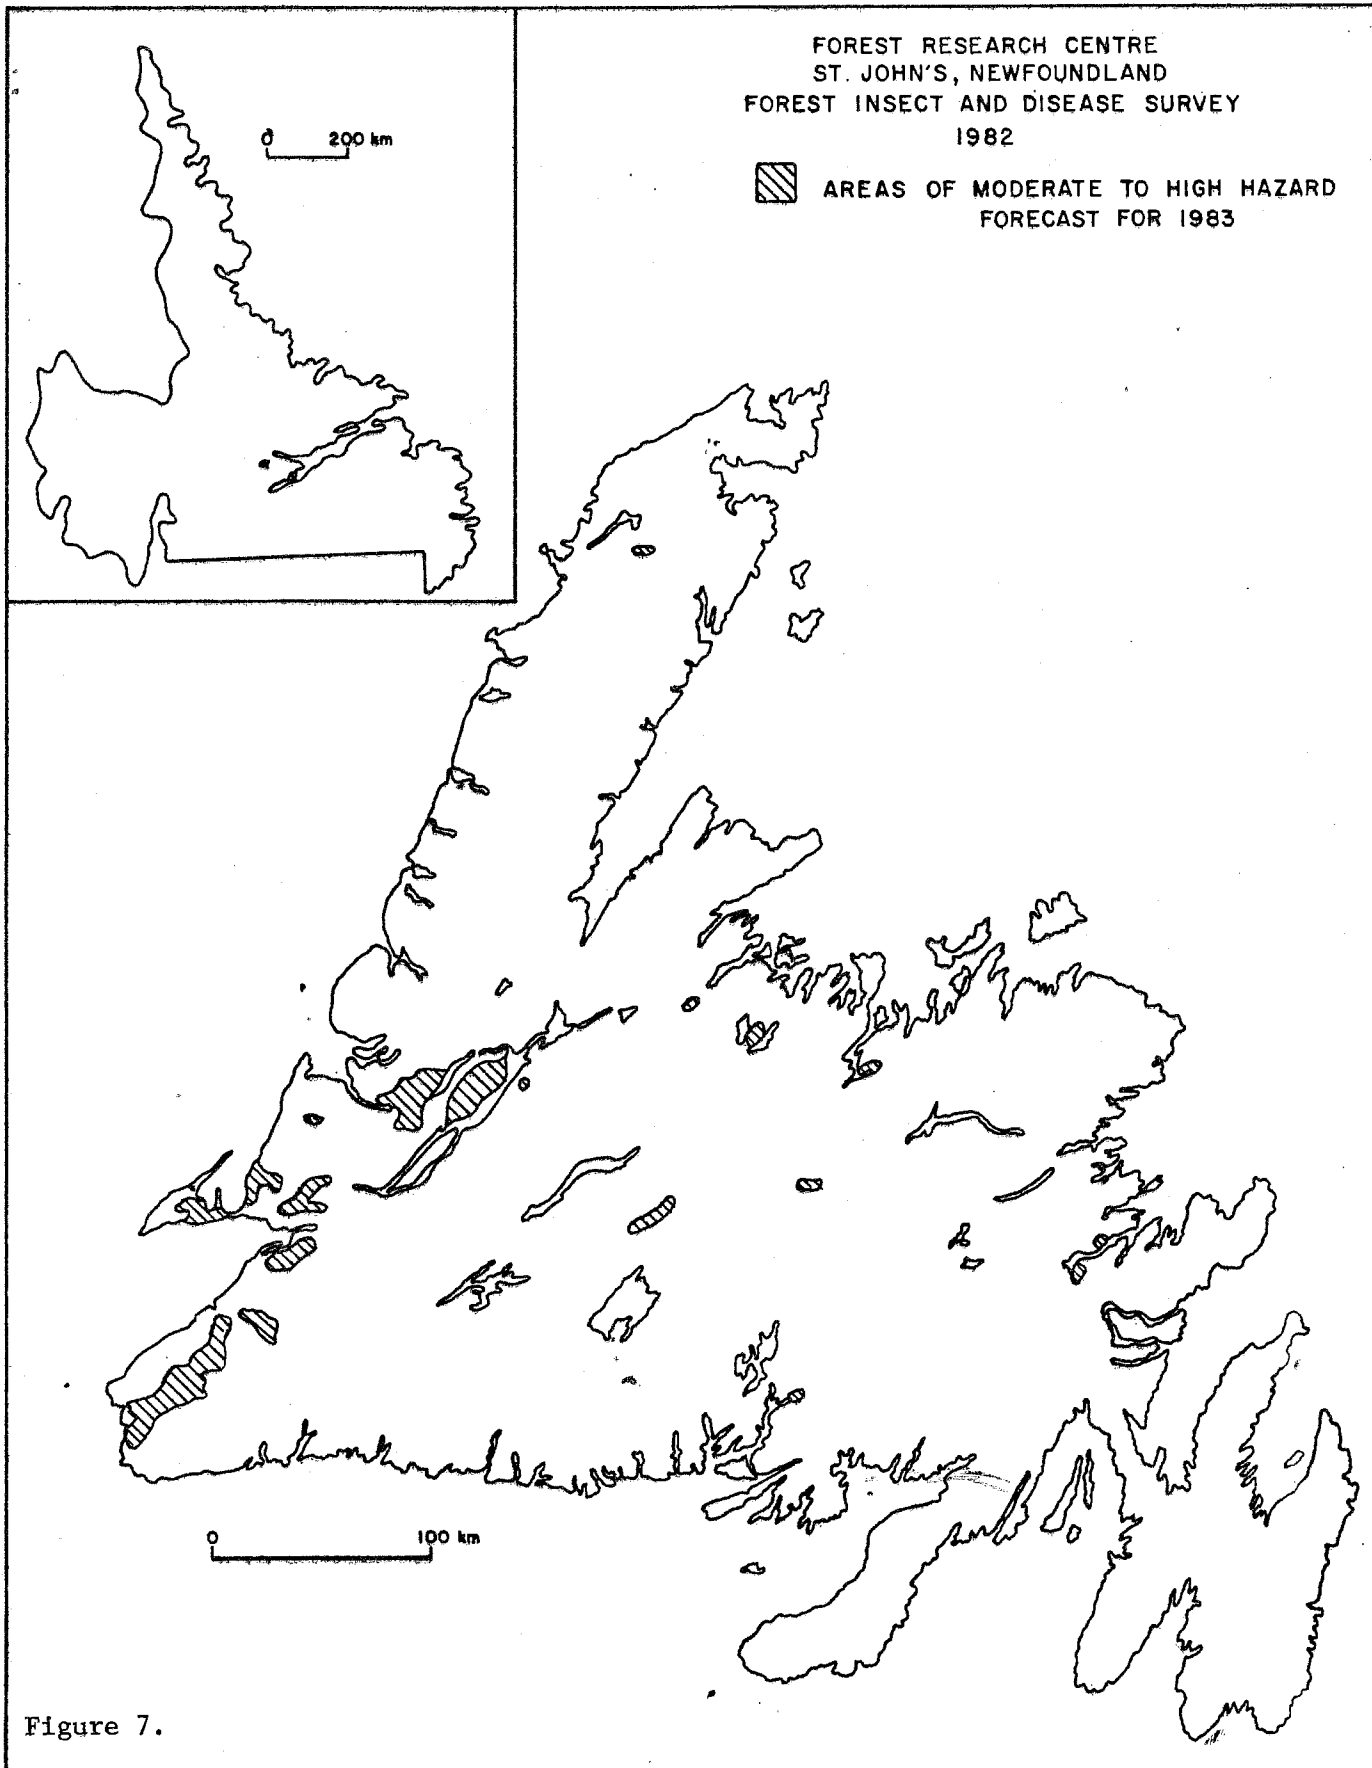 FOREST RESEARCH CENTRE
ST. JOHN'S, NEWFOUNDLAND
FOREST INSECT AND DISEASE SURVEY
1982
AREAS OF MODERATE TO HIGH HAZARD
FORECAST FOR 1983
0 200 km
0 100 km
Figure 7.